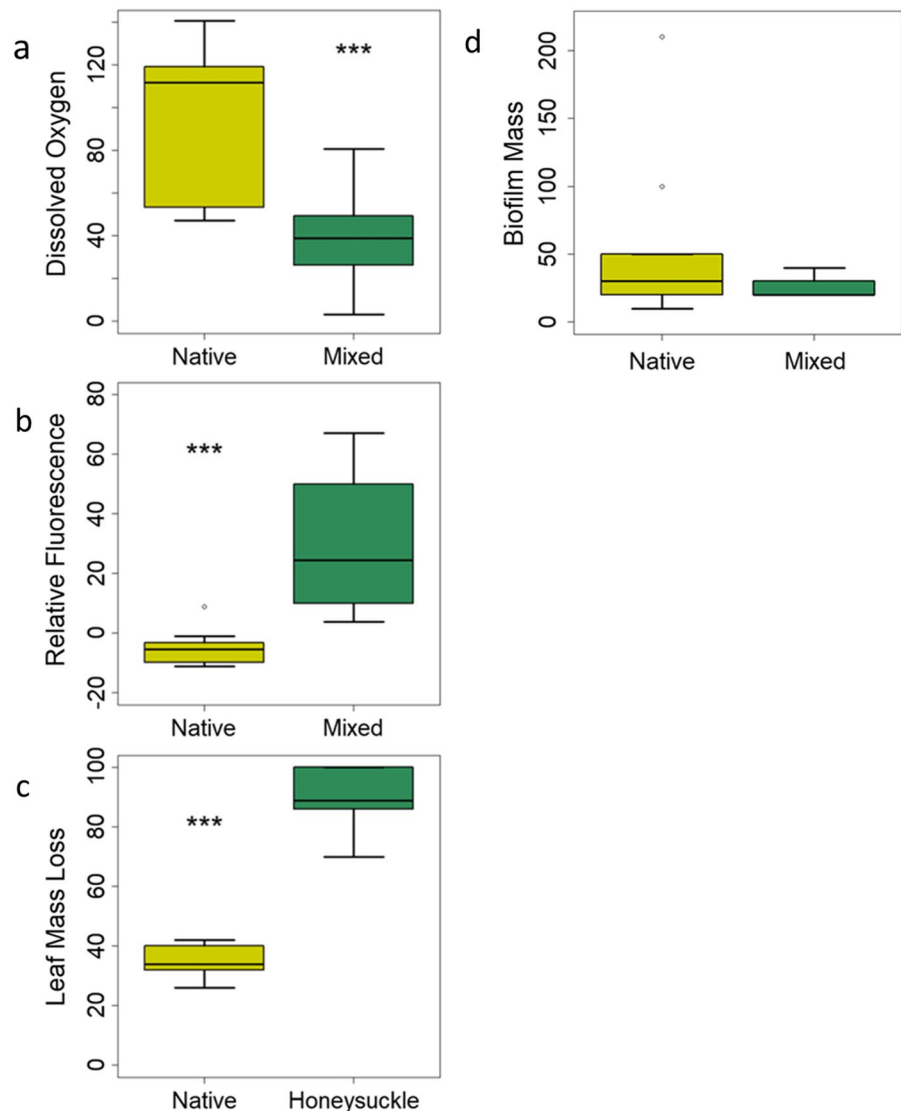 a
Dissolved Oxygen
120
80
40
0
***
Native Mixed
b
Relative Fluorescence
80
60
40
20
0
-20
***
Native Mixed
c
Leaf Mass Loss
100
80
60
40
20
0
***
Native Honeysuckle
d
Biofilm Mass
200
150
100
50
0
Native Mixed